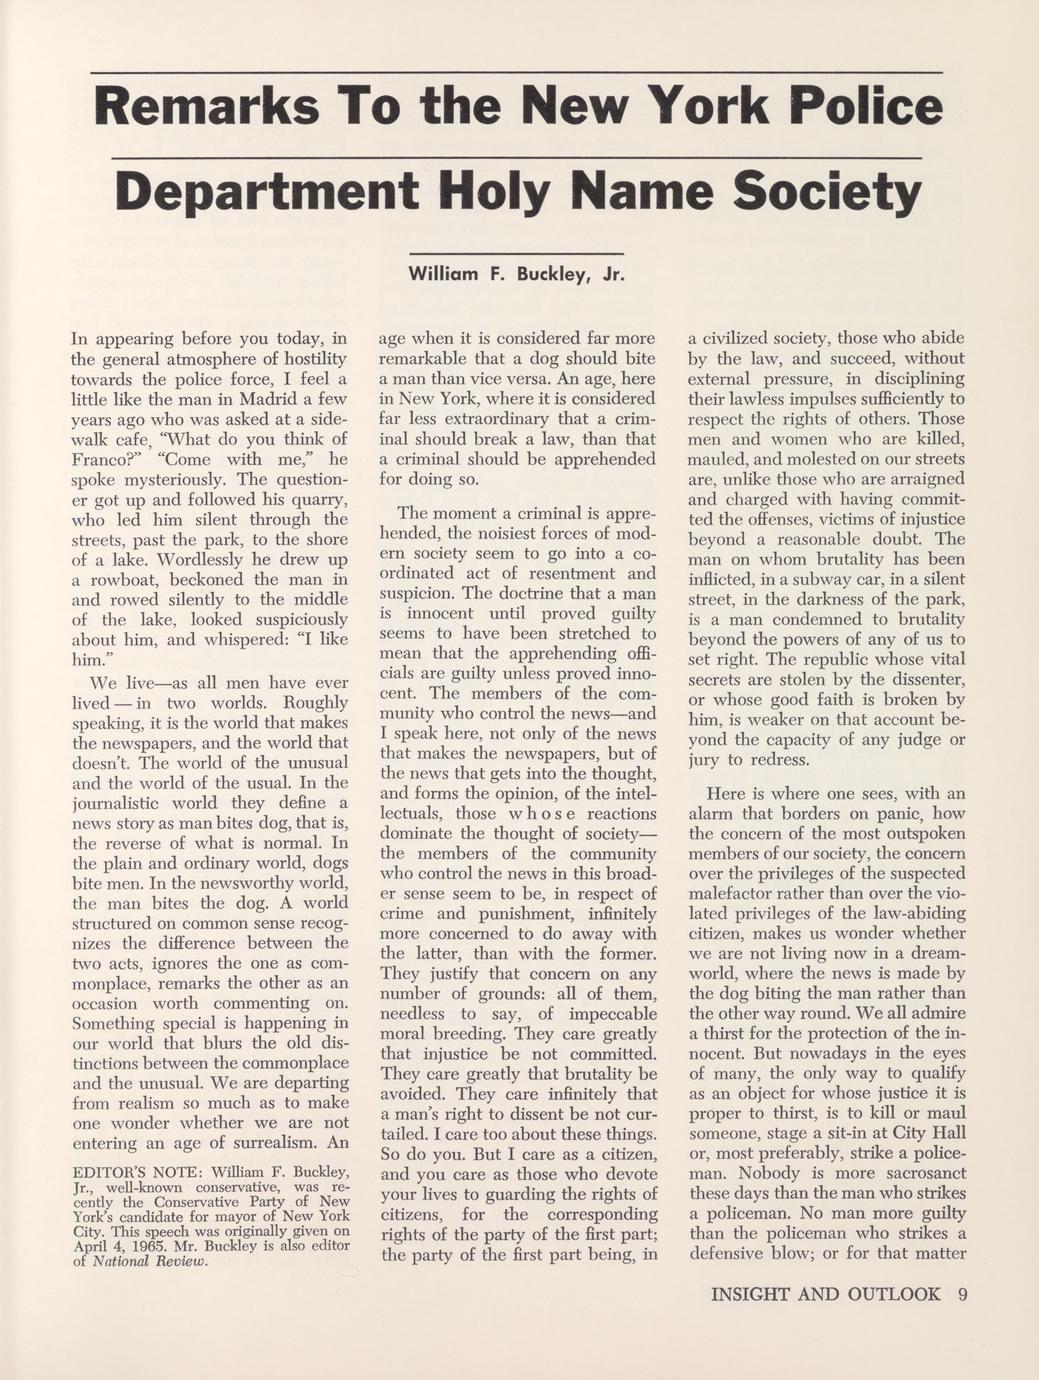 Remarks To the New York Police
Department Holy Name Society
William F. Buckley, Jr.
In appearing before you today, in
the general atmosphere of hostility
towards the police force, I feel a
little like the man in Madrid a few
years ago who was asked at a side-
walk cafe, “What do you think of
Franco?” “Come with me,” he
spoke mysteriously. The question-
er got up and followed his quarry,
who led him silent through the
streets, past the park, to the shore
of a lake. Wordlessly he drew up
a rowboat, beckoned the man in
and rowed silently to the middle
of the lake, looked suspiciously
about him, and whispered: “I like
him.”
We live—as all men have ever
lived — in two worlds. Roughly
speaking, it is the world that makes
the newspapers, and the world that
doesn't. The world of the unusual
and the world of the usual. In the
journalistic world they define a
news story as man bites dog, that is,
the reverse of what is normal. In
the plain and ordinary world, dogs
bite men. In the newsworthy world,
the man bites the dog. A world
structured on common sense recog-
nizes the difference between the
two acts, ignores the one as com-
monplace, remarks the other as an
occasion worth commenting on.
Something special is happening in
our world that blurs the old dis-
tinctions between the commonplace
and the unusual. We are departing
from realism so much as to make
one wonder whether we are not
entering an age of surrealism. An
EDITOR'S NOTE: William F. Buckley,
Jr., well-known conservative, was re-
cently the Conservative Party of New
York's candidate for mayor of New York
City. This speech was originally given on
April 4, 1965. Mr. Buckley is also editor
of National Review.
age when it is considered far more
remarkable that a dog should bite
a man than vice versa. An age, here
in New York, where it is considered
far less extraordinary that a crim-
inal should break a law, than that
a criminal should be apprehended
for doing so.
The moment a criminal is appre-
hended, the noisiest forces of mod-
ern society seem to go into a co-
ordinated act of resentment and
suspicion. The doctrine that a man
is innocent until proved guilty
seems to have been stretched to
mean that the apprehending offi-
cials are guilty unless proved inno-
cent. The members of the com-
munity who control the news—and
I speak here, not only of the news
that makes the newspapers, but of
the news that gets into the thought,
and forms the opinion, of the intel-
lectuals, those whose reactions
dominate the thought of society—
the members of the community
who control the news in this broad-
er sense seem to be, in respect of
crime and punishment, infinitely
more concerned to do away with
the latter, than with the former.
They justify that concern on any
number of grounds: all of them,
needless to say, of impeccable
moral breeding. They care greatly
that injustice be not committed.
They care greatly that brutality be
avoided. They care infinitely that
a man's right to dissent be not cur-
tailed. I care too about these things.
So do you. But I care as a citizen,
and you care as those who devote
your lives to guarding the rights of
citizens, for the corresponding
rights of the party of the first part;
the party of the first part being, in
a civilized society, those who abide
by the law, and succeed, without
external pressure, in disciplining
their lawless impulses sufficiently to
respect the rights of others. Those
men and women who are killed,
mauled, and molested on our streets
are, unlike those who are arraigned
and charged with having commit-
ted the offenses, victims of injustice
beyond a reasonable doubt. The
man on whom brutality has been
inflicted, in a subway car, in a silent
street, in the darkness of the park,
is a man condemned to brutality
beyond the powers of any of us to
set right. The republic whose vital
secrets are stolen by the dissenter,
or whose good faith is broken by
him, is weaker on that account be-
yond the capacity of any judge or
jury to redress.
Here is where one sees, with an
alarm that borders on panic, how
the concern of the most outspoken
members of our society, the concern
over the privileges of the suspected
malefactor rather than over the vio-
lated privileges of the law-abiding
citizen, makes us wonder whether
we are not living now in a dream-
world, where the news is made by
the dog biting the man rather than
the other way round. We all admire
a thirst for the protection of the in-
nocent. But nowadays in the eyes
of many, the only way to qualify
as an object for whose justice it is
proper to thirst, is to kill or maul
someone, stage a sit-in at City Hall
or, most preferably, strike a police-
man. Nobody is more sacrosanct
these days than the man who strikes
a policeman. No man more guilty
than the policeman who strikes a
defensive blow; or for that matter
INSIGHT AND OUTLOOK 9